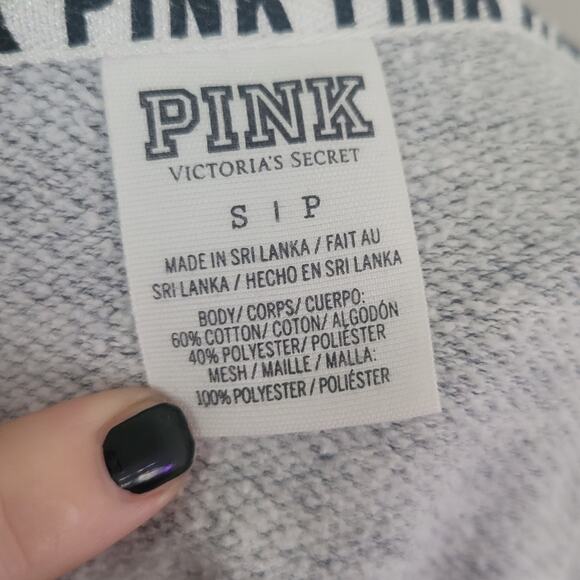 PINK PINK
PINK
VICTORIA'S SECRET
S | P
MADE IN SRI LANKA / FAIT AU
SRI LANKA / HECHO EN SRI LANKA
BODY/ CORPS/ CUERPO:
60% COTTON/ COTON/ ALGODÓN
40% POLYESTER/ POLIÉSTER
MESH / MAILLE / MALLA:
100% POLYESTER / POLIÉSTER